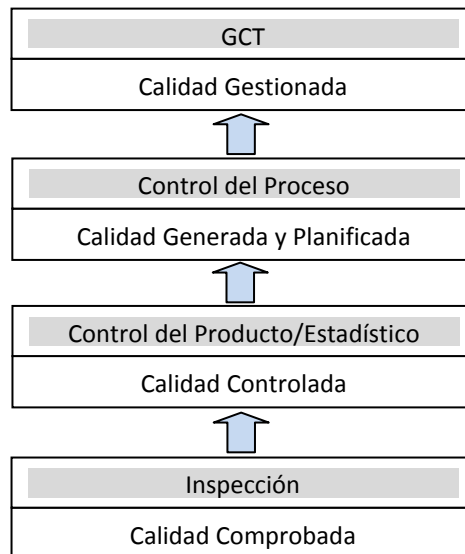 GCT
Calidad Gestionada
Control del Proceso
Calidad Generada y Planificada
Control del Producto/Estadístico
Calidad Controlada
Inspección
Calidad Comprobada